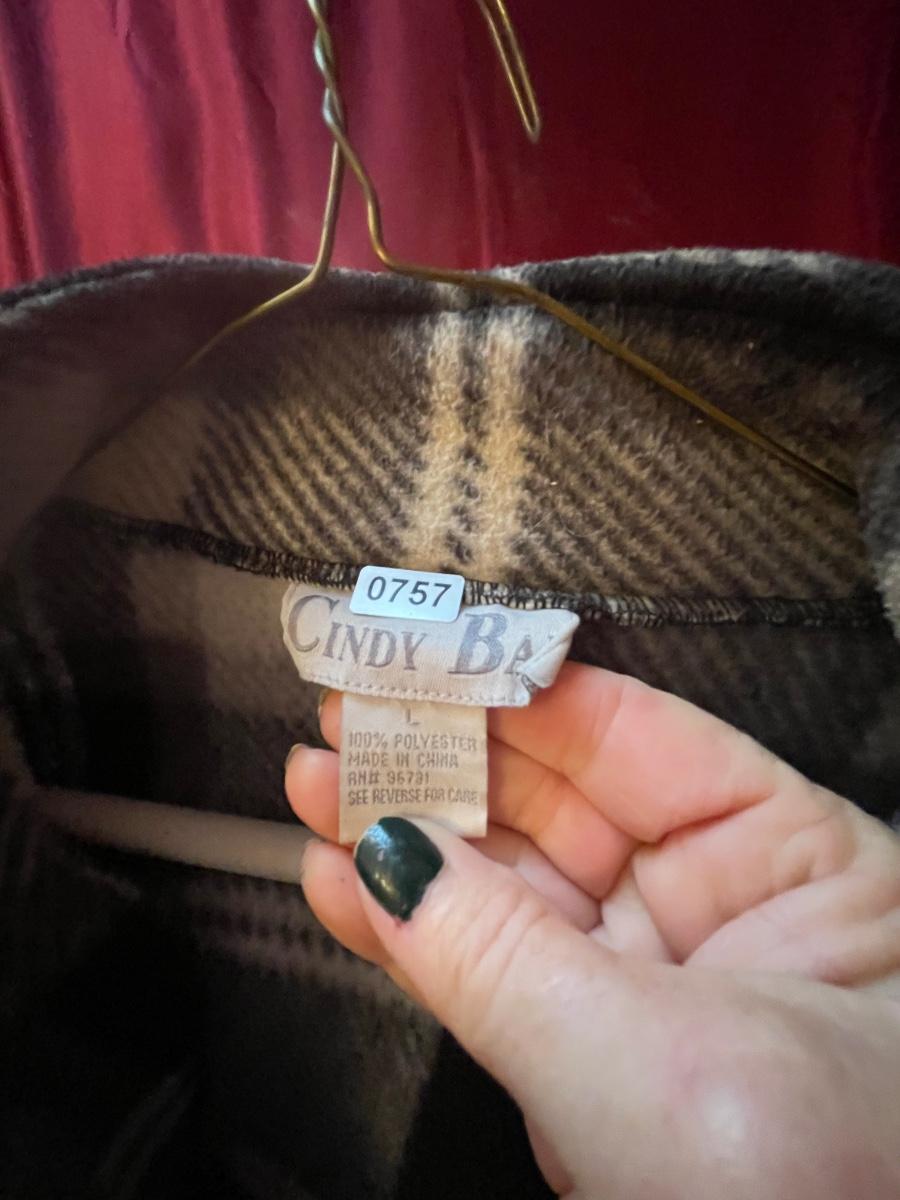 0757
CINDY BA
L
100% POLYESTER
MADE IN CHINA
RN# 96791
SEE REVERSE FOR CARE